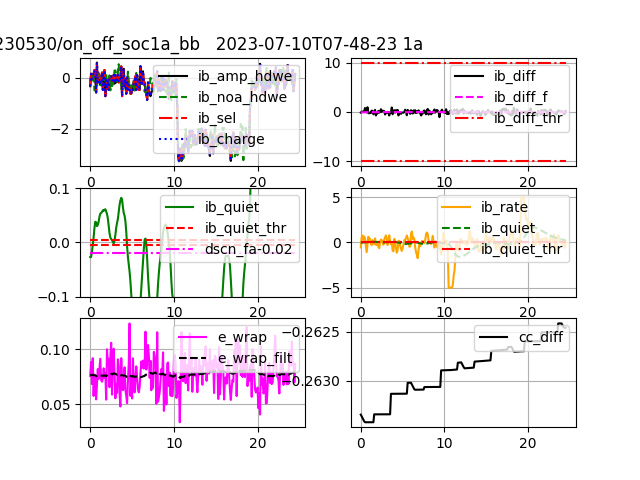 230530/on_off_soc1a_bb 2023-07-10T07-48-23 1a
0
−2
0
10
20
ib_amp_hdwe
ib_noa_hdwe
ib_sel
ib_charge
10
0
−10
0
10
20
ib_diff
ib_diff_f
ib_diff_thr
0.1
0.0
−0.1
0
10
20
ib_quiet
ib_quiet_thr
dscn_fa-0.02
5
0
−5
0
10
20
ib_rate
ib_quiet
ib_quiet_thr
0.10
0.05
0
10
20
e_wrap
e_wrap_filt
−0.2625
−0.2630
0
10
20
cc_diff